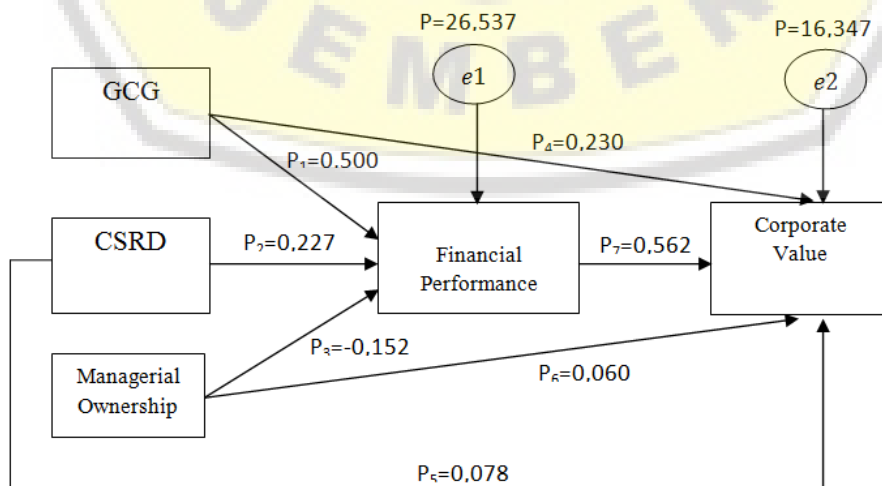 P=26,537
P=16,347
UEMBER
GCG
e1
e2
P₁=0.500
P₄=0,230
CSRD
P₂=0,227
Financial
Performance
P₇=0,562
Corporate
Value
Managerial
Ownership
P₃=-0,152
P₆=0,060
P₅=0,078